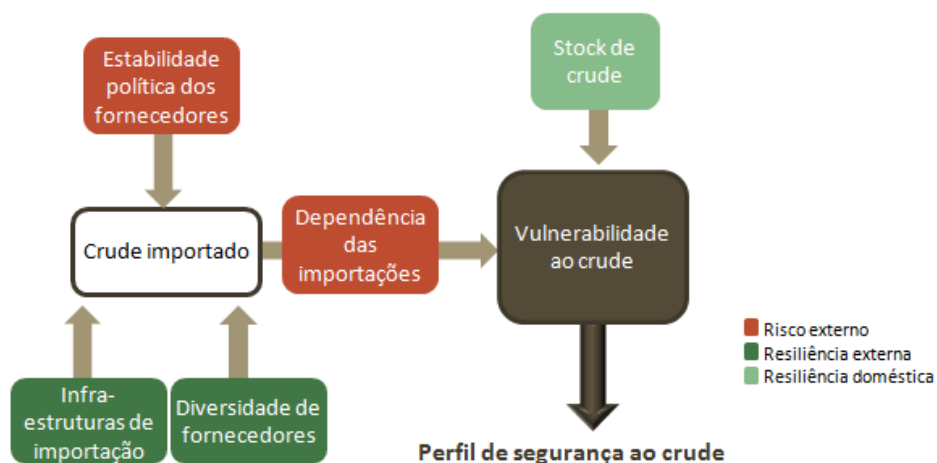 Estabilidade
política dos
fornecedores
Stock de
crude
Crude importado
Dependência
das
importações
Vulnerabilidade
ao crude
Infra-
estruturas de
importação
Diversidade de
fornecedores
Risco externo
Resiliência externa
Resiliência doméstica
Perfil de segurança ao crude